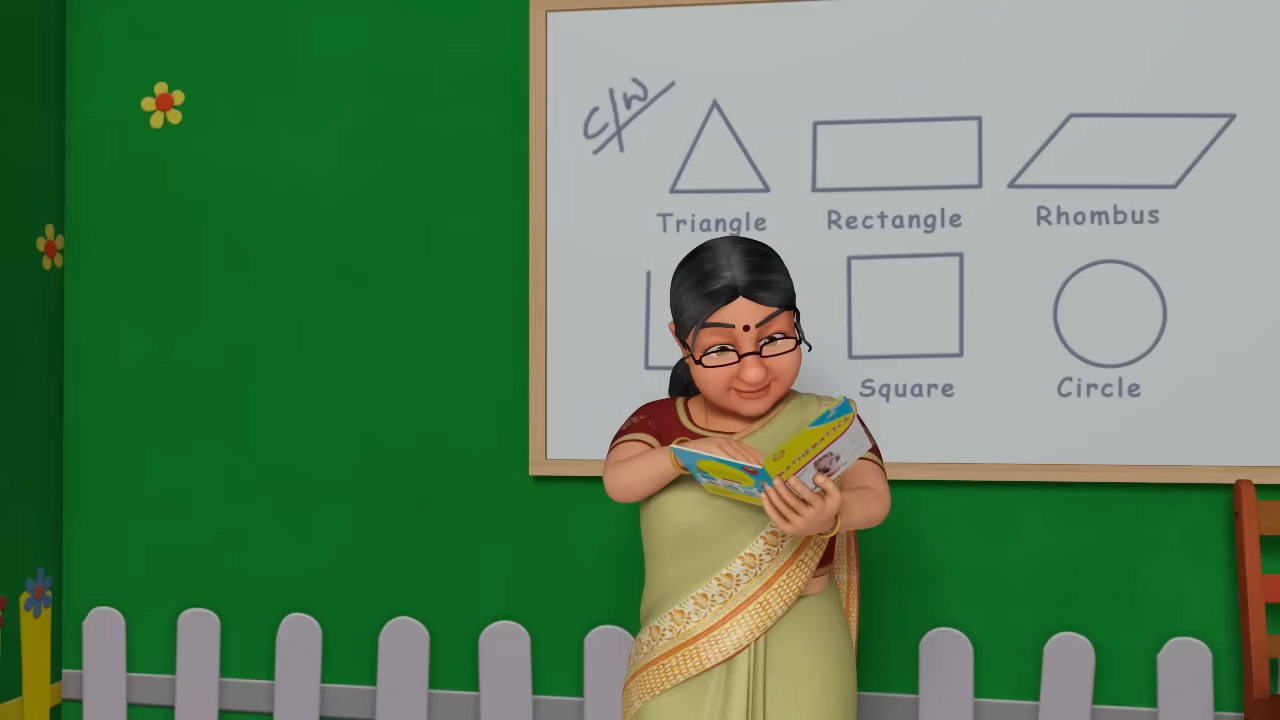 C/W
Triangle
Rectangle
Rhombus
Square
Circle
MATHEMATICS